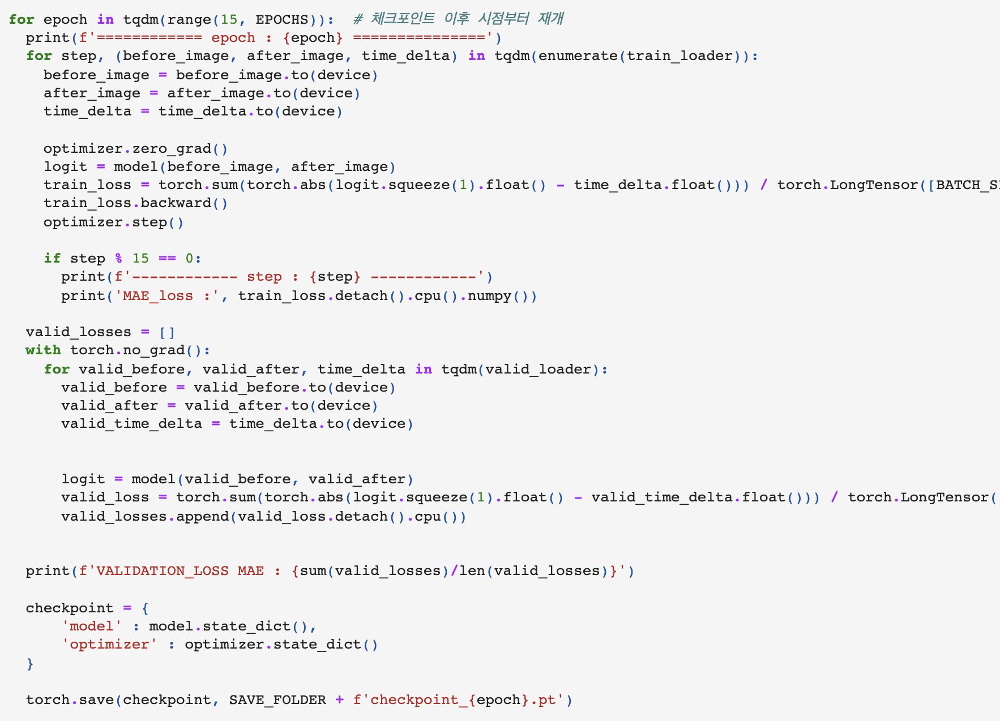 for epoch in tqdm(range(15, EPOCHS)):  # 체크포인트 이후 시점부터 재개
  print(f'============ epoch : {epoch} ===============')
  for step, (before_image, after_image, time_delta) in tqdm(enumerate(train_loader)):
    before_image = before_image.to(device)
    after_image = after_image.to(device)
    time_delta = time_delta.to(device)
    optimizer.zero_grad()
    logit = model(before_image, after_image)
    train_loss = torch.sum(torch.abs(logit.squeeze(1).float() - time_delta.float())) / torch.LongTensor([
    train_loss.backward()
    optimizer.step()
    if step % 15 == 0:
      print(f'------------ step : {step} ------------')
      print('MAE_loss :', train_loss.detach().cpu().numpy())
  valid_losses = []
  with torch.no_grad():
    for valid_before, valid_after, time_delta in tqdm(valid_loader):
      valid_before = valid_before.to(device)
      valid_after = valid_after.to(device)
      valid_time_delta = time_delta.to(device)
      logit = model(valid_before, valid_after)
      valid_loss = torch.sum(torch.abs(logit.squeeze(1).float() - valid_time_delta.float())) / torch.LongTensor(
      valid_losses.append(valid_loss.detach().cpu())
  print(f'VALIDATION_LOSS MAE : {sum(valid_losses)/len(valid_losses)}')
  checkpoint = {
      'model' : model.state_dict(),
      'optimizer' : optimizer.state_dict()
  }
  torch.save(checkpoint, SAVE_FOLDER + f'checkpoint_{epoch}.pt')